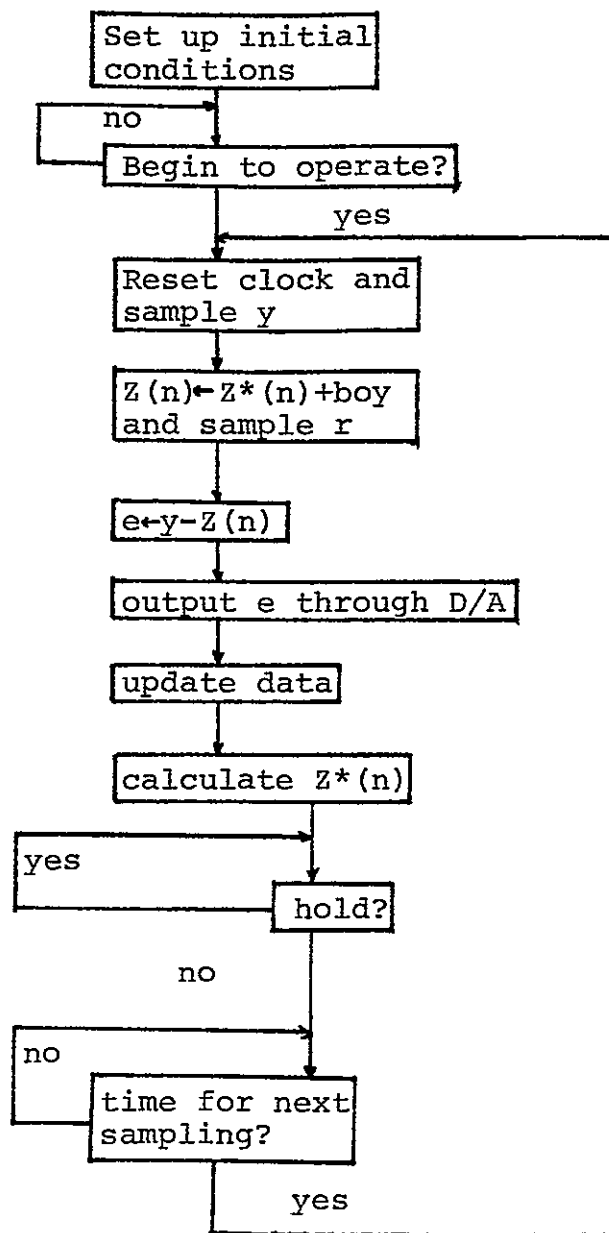 Set up initial
conditions
no
Begin to operate?
yes
Reset clock and
sample y
Z(n)←Z*(n)+boy
and sample r
e←y-Z(n)
output e through D/A
update data
calculate Z*(n)
yes
hold?
no
no
time for next
sampling?
yes